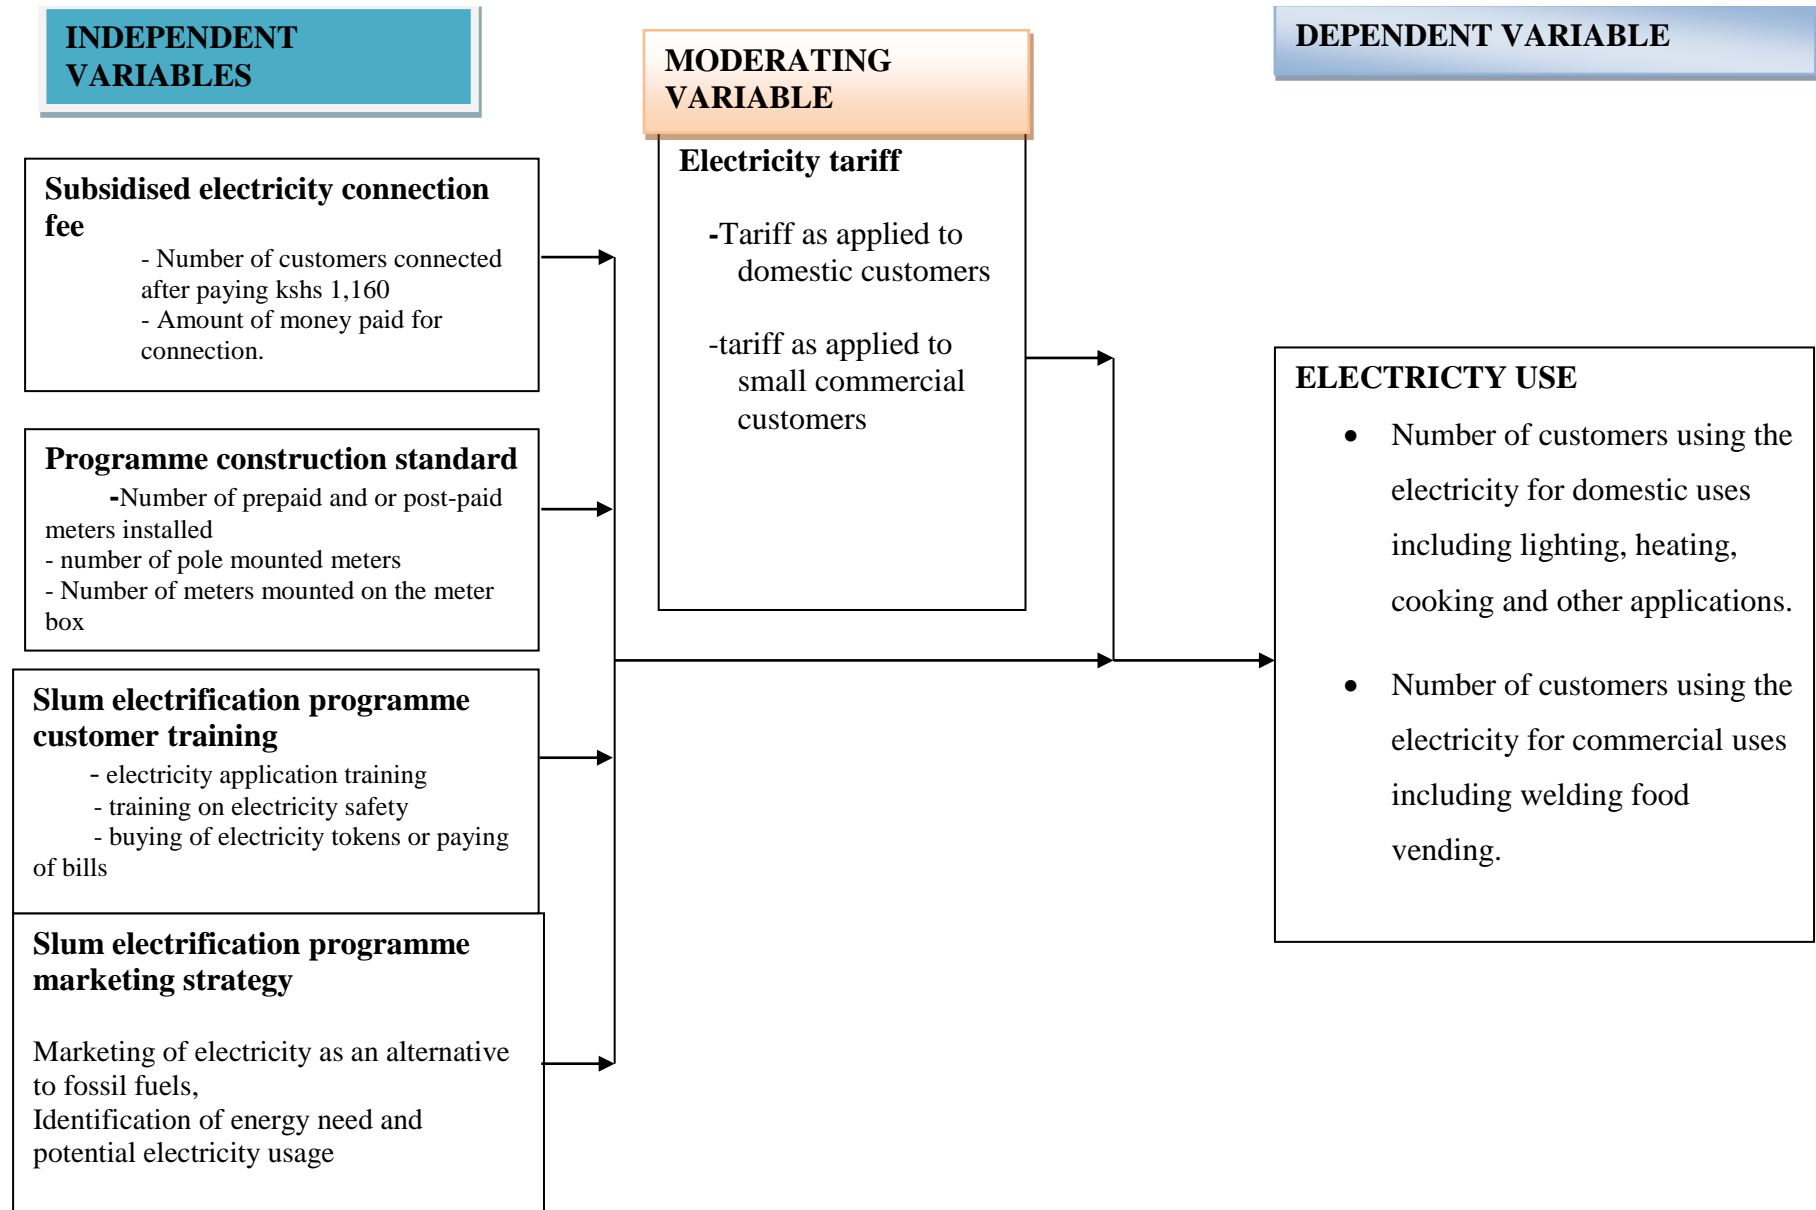 INDEPENDENT
VARIABLES
MODERATING
VARIABLE
DEPENDENT VARIABLE
Subsidised electricity connection
fee
- Number of customers connected
after paying kshs 1,160
- Amount of money paid for
connection.
Programme construction standard
-Number of prepaid and or post-paid
meters installed
- number of pole mounted meters
- Number of meters mounted on the meter
box
Slum electrification programme
customer training
- electricity application training
- training on electricity safety
- buying of electricity tokens or paying
of bills
Slum electrification programme
marketing strategy
Marketing of electricity as an alternative
to fossil fuels,
Identification of energy need and
potential electricity usage
Electricity tariff
-Tariff as applied to
domestic customers
-tariff as applied to
small commercial
customers
ELECTRICTY USE
• Number of customers using the
electricity for domestic uses
including lighting, heating,
cooking and other applications.
• Number of customers using the
electricity for commercial uses
including welding food
vending.